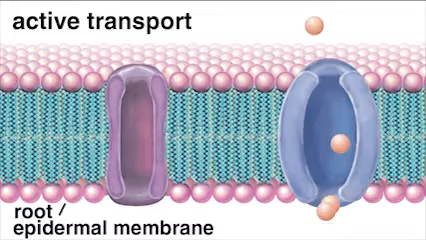 active transport
root /
epidermal membrane